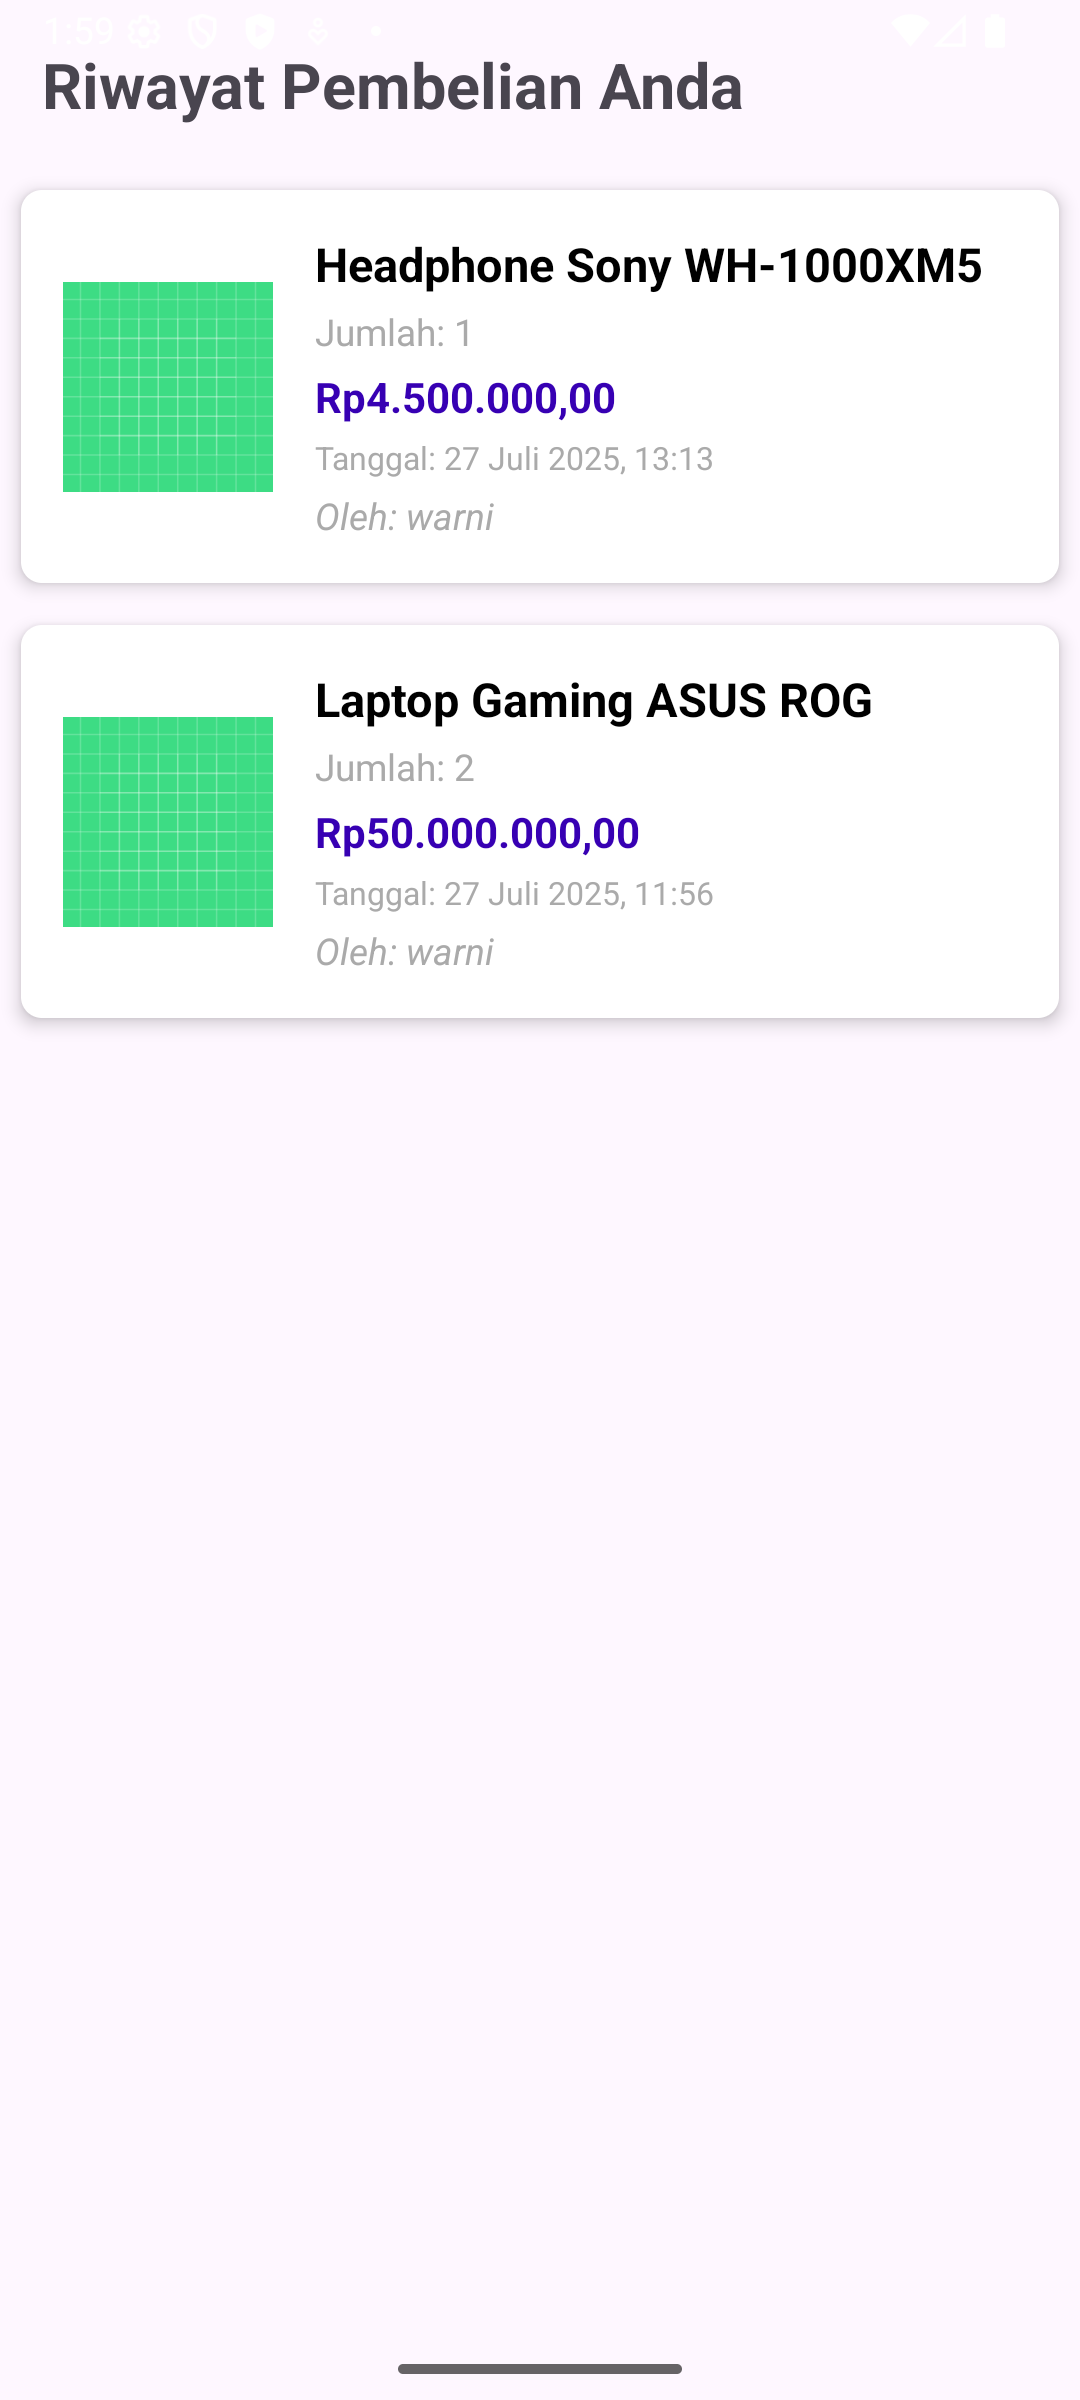 1:59
Riwayat Pembelian Anda
Headphone Sony WH-1000XM5
Jumlah: 1
Rp4.500.000,00
Tanggal: 27 Juli 2025, 13:13
Oleh: warni
Laptop Gaming ASUS ROG
Jumlah: 2
Rp50.000.000,00
Tanggal: 27 Juli 2025, 11:56
Oleh: warni